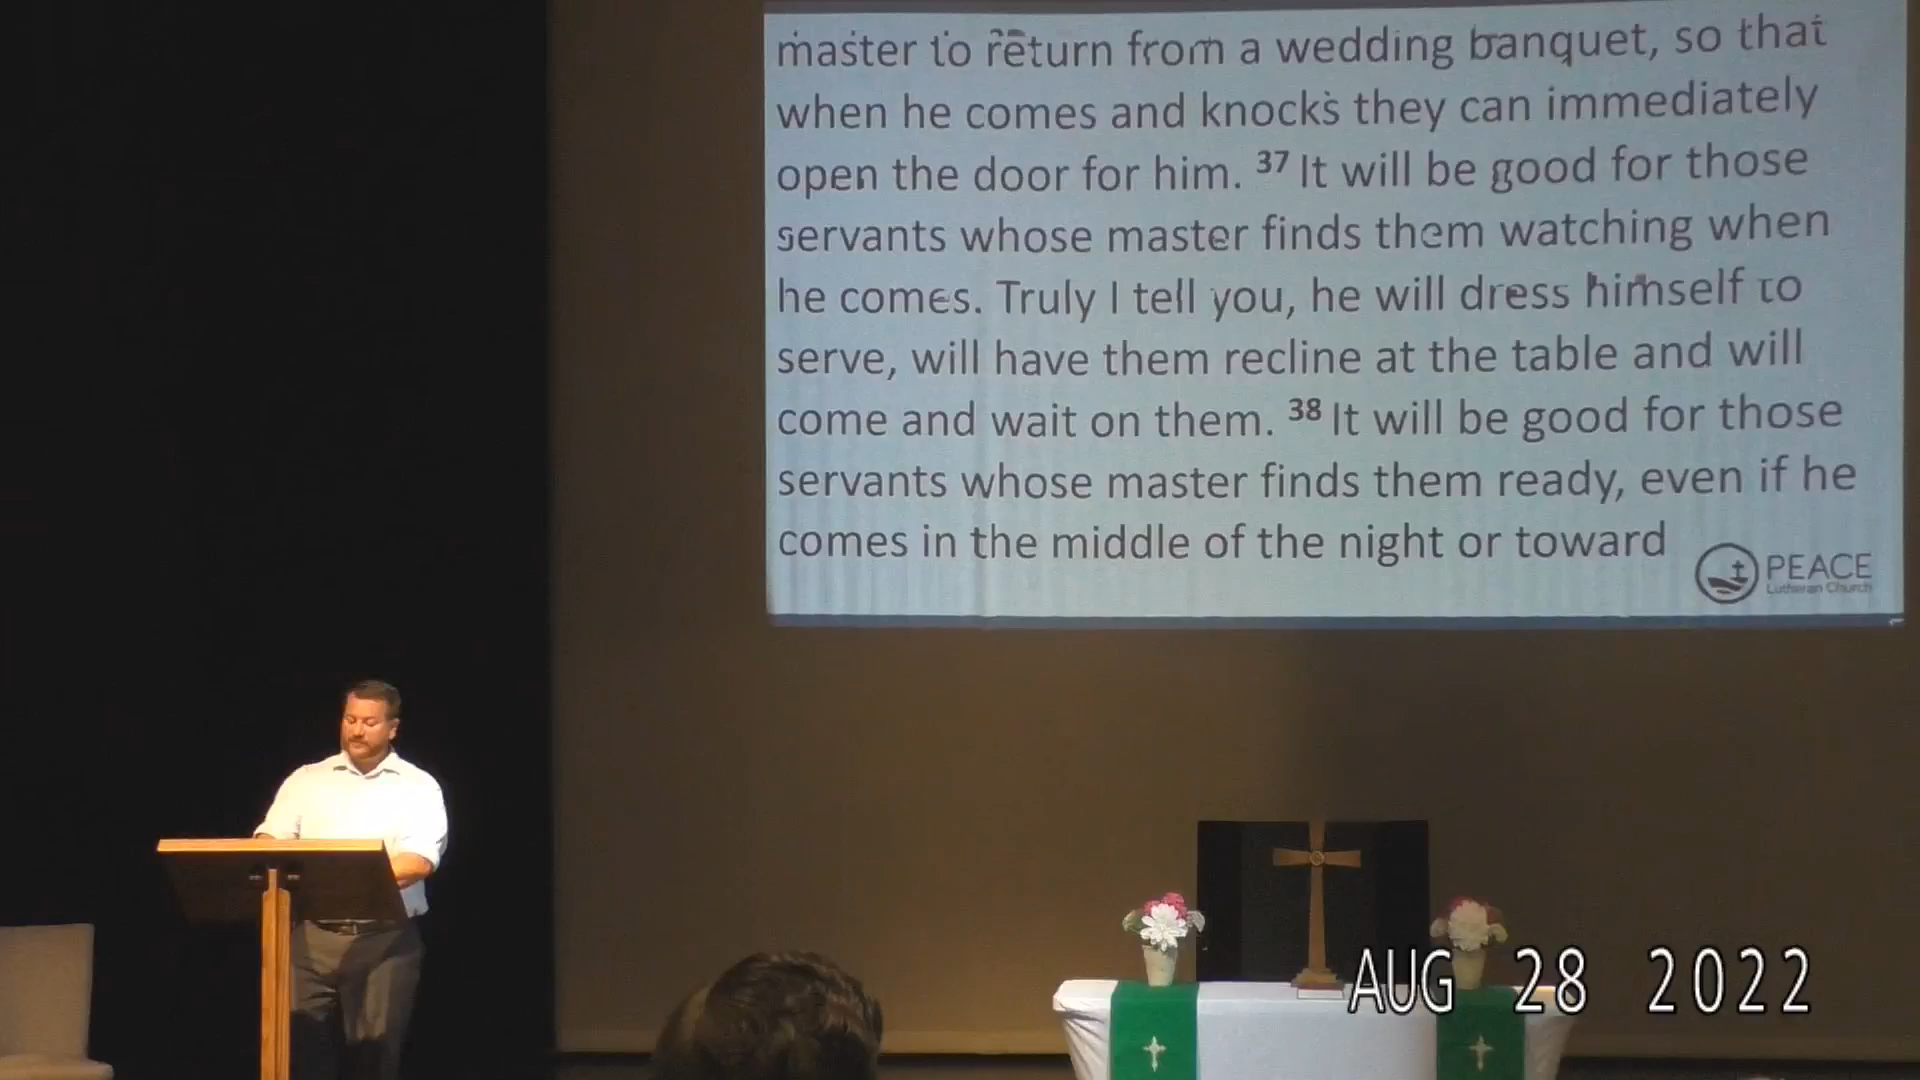 master to return from a wedding banquet, so that
when he comes and knocks they can immediately
open the door for him. 37 It will be good for those
servants whose master finds them watching when
he comes. Truly I tell you, he will dress himself to
serve, will have them recline at the table and will
come and wait on them. 38 It will be good for those
servants whose master finds them ready, even if he
comes in the middle of the night or toward
PEACE
Lutheran Church
AUG 28 2022